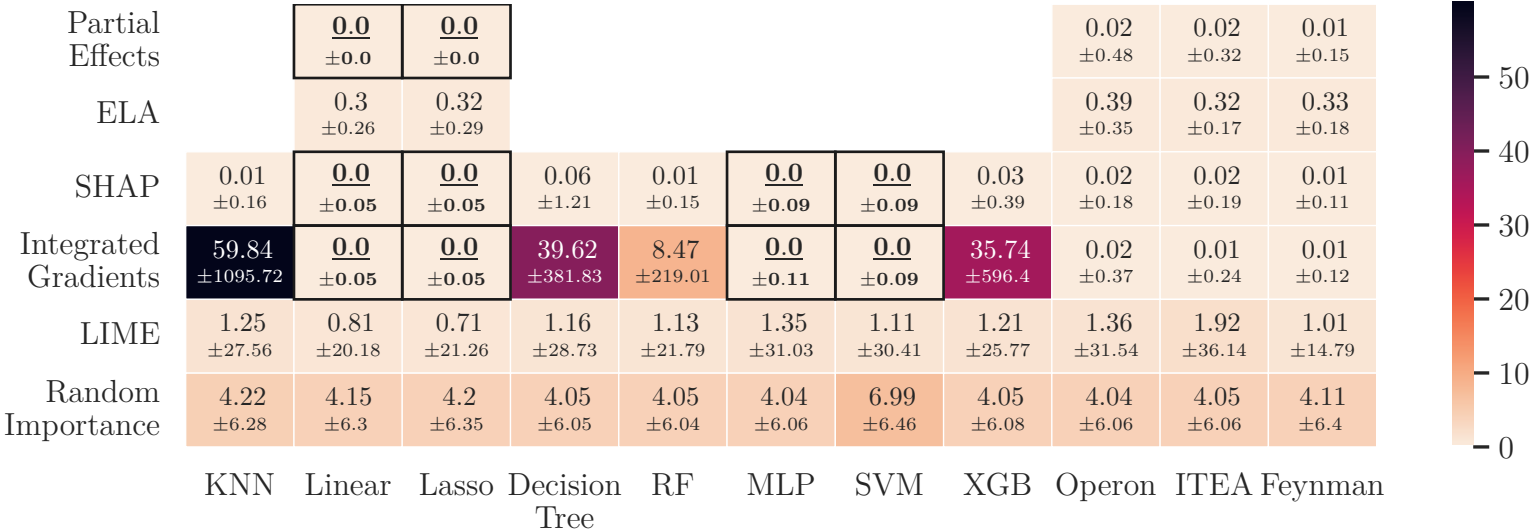 Partial
Effects
0.0 0.0 0.02 0.02 0.01
±0.0 ±0.0 ±0.48 ±0.32 ±0.15
ELA
0.3 0.32 0.39 0.32 0.33
±0.26 ±0.29 ±0.35 ±0.17 ±0.18
SHAP
0.01 0.0 0.0 0.06 0.01 0.0 0.0 0.03 0.02 0.02 0.01
±0.16 ±0.05 ±0.05 ±1.21 ±0.15 ±0.09 ±0.09 ±0.39 ±0.18 ±0.19 ±0.11
Integrated
Gradients
59.84 0.0 0.0 39.62 8.47 0.0 0.0 35.74 0.02 0.01 0.01
±1095.72 ±0.05 ±0.05 ±381.83 ±219.01 ±0.11 ±0.09 ±596.4 ±0.37 ±0.24 ±0.12
LIME
1.25 0.81 0.71 1.16 1.13 1.35 1.11 1.21 1.36 1.92 1.01
±27.56 ±20.18 ±21.26 ±28.73 ±21.79 ±31.03 ±30.41 ±25.77 ±31.54 ±36.14 ±14.79
Random
Importance
4.22 4.15 4.2 4.05 4.05 4.04 6.99 4.05 4.04 4.05 4.11
±6.28 ±6.3 ±6.35 ±6.05 ±6.04 ±6.06 ±6.46 ±6.08 ±6.06 ±6.06 ±6.4
KNN Linear Lasso Decision RF MLP SVM XGB Operon ITEA Feynman
Tree
50
40
30
20
10
0